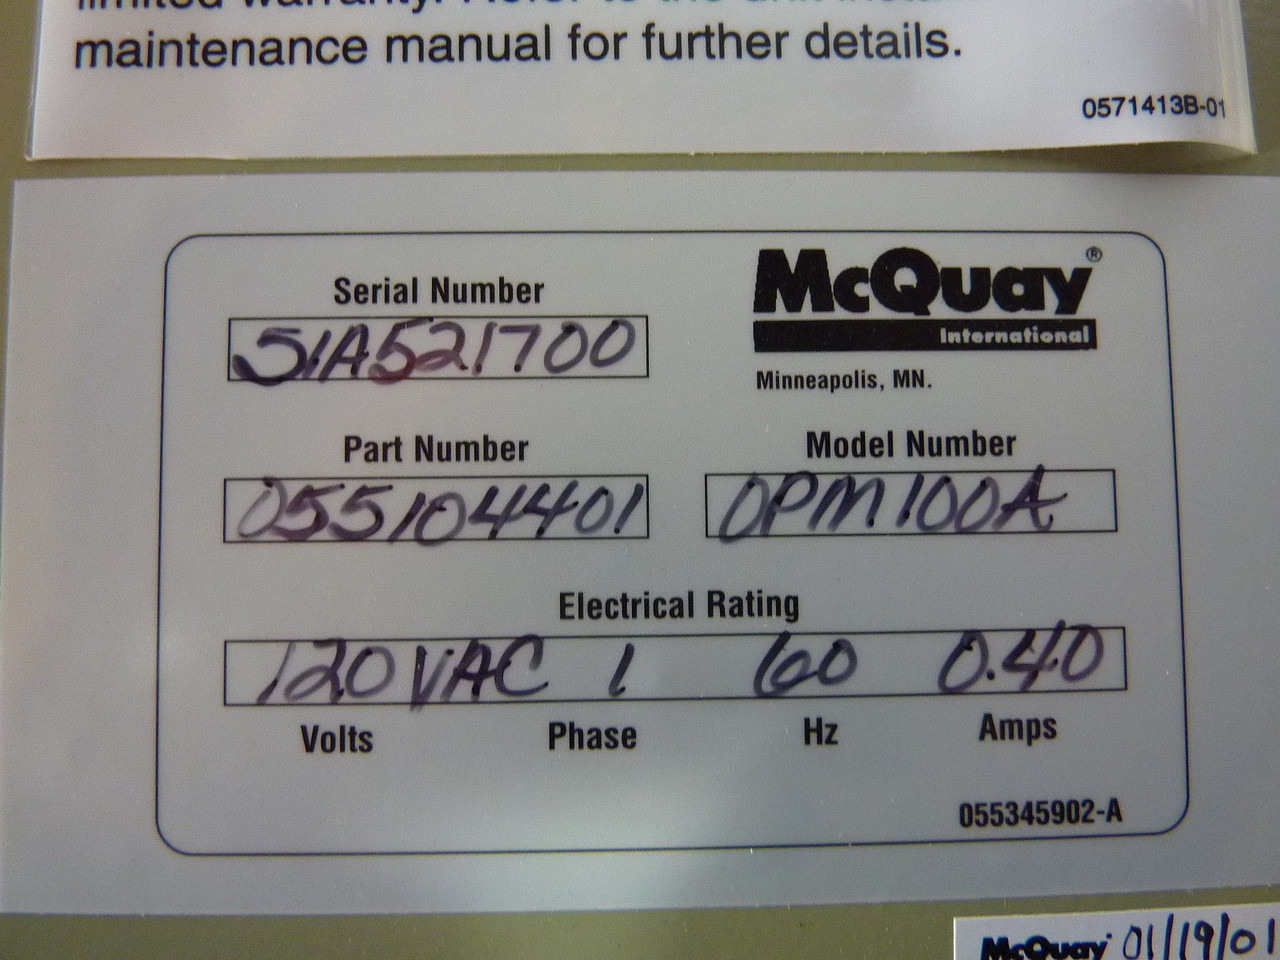 maintenance manual for further details.
0571413B-01
McQuay®
International
Minneapolis, MN.
Serial Number
51A521700
Part Number
055104401
Model Number
OPM100A
Electrical Rating
120 VAC 1 60 0.40
Volts Phase Hz Amps
055345902-A
McQuay 01/19/01